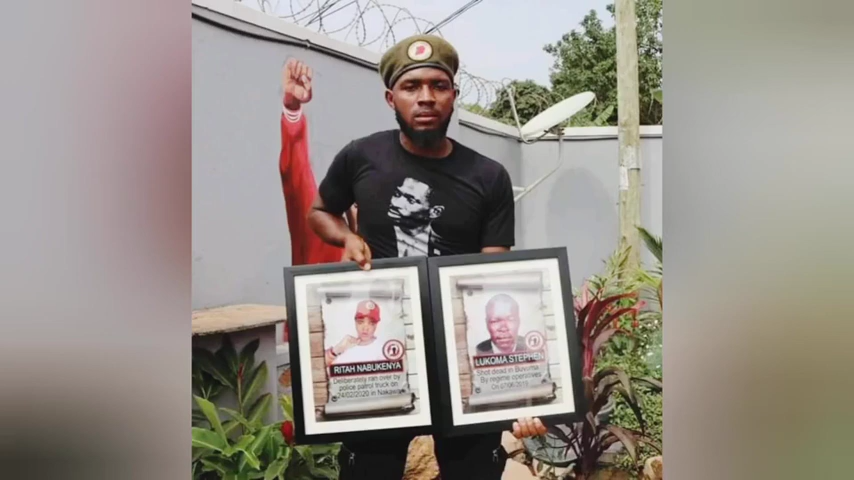 RITAH NABUKENYA
Deliberately ran over by
police patrol truck on
24/02/2020 in Nakawa
LUKOMA STEPHEN
Shot dead in Buvuma
By regime operatives
On